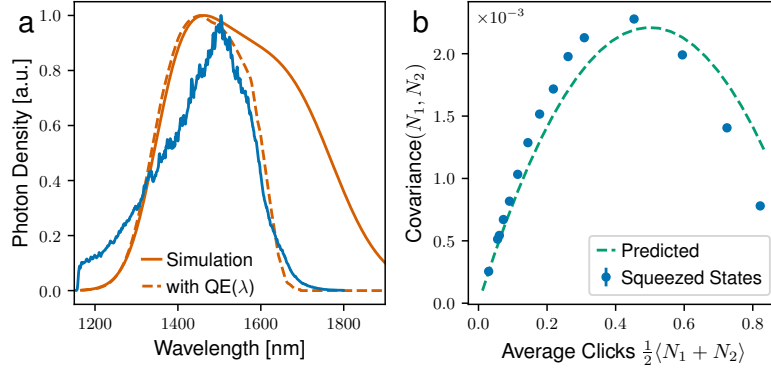 a
Photon Density [a.u.]
1.0
0.8
0.6
0.4
0.2
0.0
Simulation
with QE(λ)
1200 1400 1600 1800
Wavelength [nm]
b
×10⁻³
Covariance(N₁, N₂)
2.0
1.5
1.0
0.5
0.0
Predicted
Squeezed States
0.0 0.2 0.4 0.6 0.8
Average Clicks ½⟨N₁ + N₂⟩